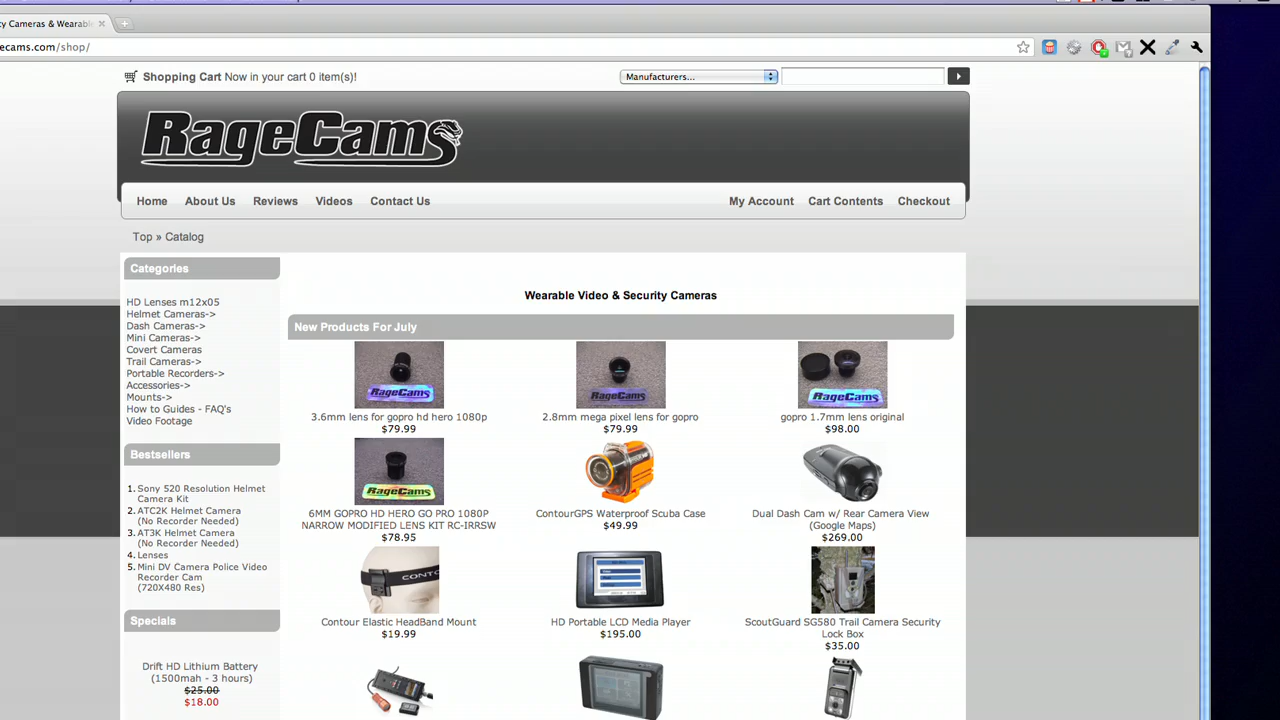 ty Cameras & Wearab
ecams.com/shop/
Shopping Cart Now in your cart 0 item(s)!
Manufacturers...
RageCams
Home About Us Reviews Videos Contact Us My Account Cart Contents Checkout
Top » Catalog
Categories
HD Lenses m12x05
Helmet Cameras->
Dash Cameras->
Mini Cameras->
Covert Cameras
Trail Cameras->
Portable Recorders->
Accessories->
Mounts->
How to Guides - FAQ's
Video Footage
Bestsellers
1. Sony 520 Resolution Helmet
Camera Kit
2. ATC2K Helmet Camera
(No Recorder Needed)
3. AT3K Helmet Camera
(No Recorder Needed)
4. Lenses
5. Mini DV Camera Police Video
Recorder Cam
(720X480 Res)
Specials
Drift HD Lithium Battery
(1500mah - 3 hours)
$25.00
$18.00
Wearable Video & Security Cameras
New Products For July
RageCams
RageCams
RageCams
3.6mm lens for gopro hd hero 1080p
$79.99
2.8mm mega pixel lens for gopro
$79.99
gopro 1.7mm lens original
$98.00
RageCams
6MM GOPRO HD HERO GO PRO 1080P
NARROW MODIFIED LENS KIT RC-IRRSW
$78.95
ContourGPS Waterproof Scuba Case
$49.99
Dual Dash Cam w/ Rear Camera View
(Google Maps)
$269.00
CONTO
Contour Elastic HeadBand Mount
$19.99
HD Portable LCD Media Player
$195.00
ScoutGuard SG580 Trail Camera Security
Lock Box
$35.00